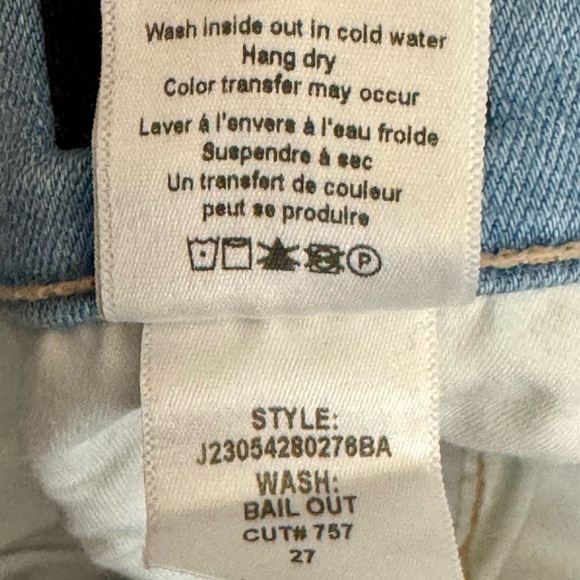 Wash inside out in cold water
Hang dry
Color transfer may occur
Laver á l'envers à l'eau froide
Suspendre à sec
Un transfert de couleur
peut se produire
P
STYLE:
J23054280276BA
WASH:
BAIL OUT
CUT# 757
27